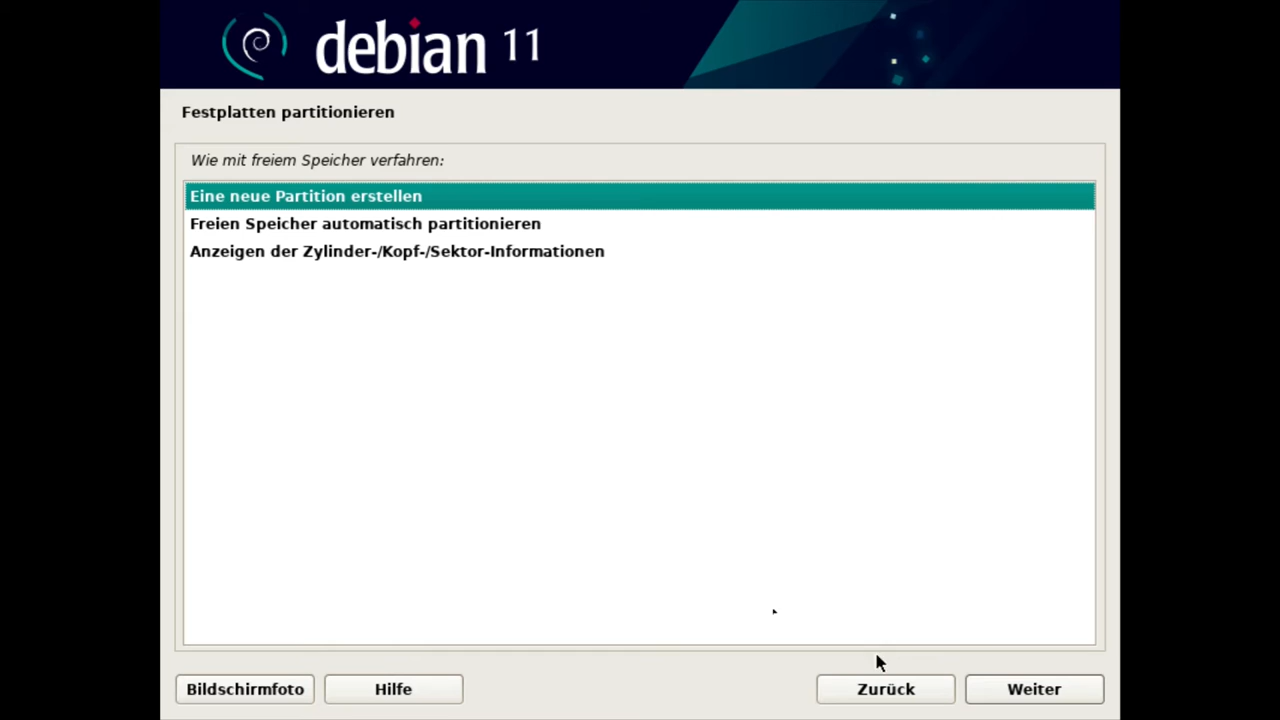 debian 11
Festplatten partitionieren
Wie mit freiem Speicher verfahren:
Eine neue Partition erstellen
Freien Speicher automatisch partitionieren
Anzeigen der Zylinder-/Kopf-/Sektor-Informationen
Bildschirmfoto Hilfe Zurück Weiter